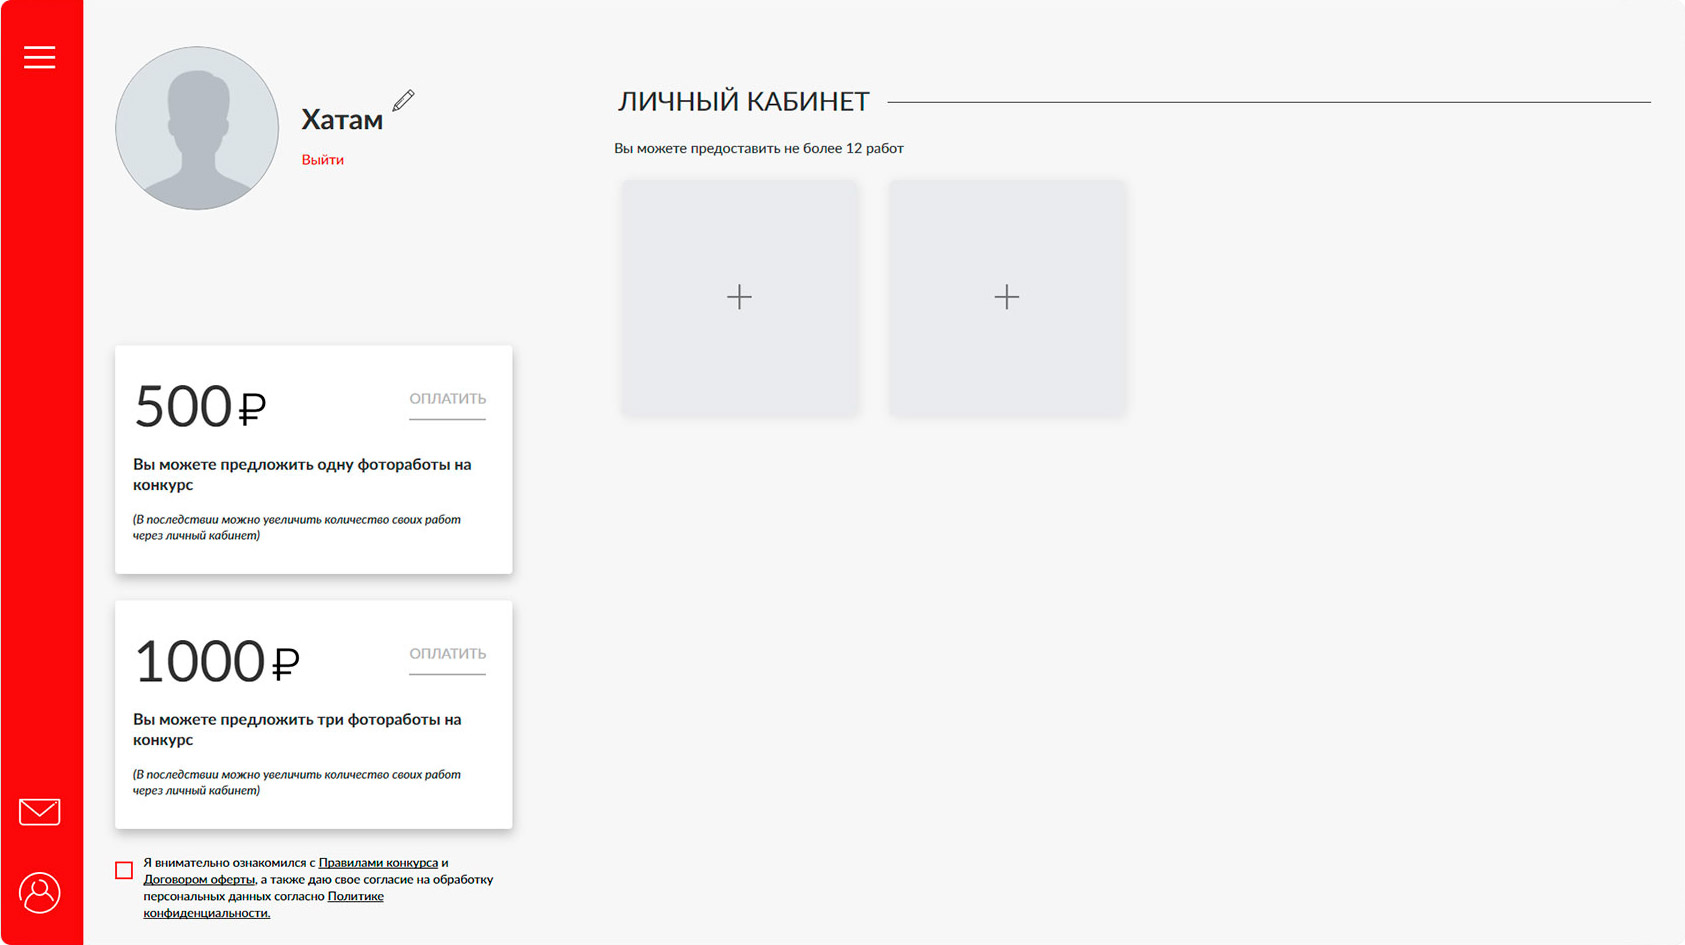 Хатам
Выйти
ЛИЧНЫЙ КАБИНЕТ
Вы можете предоставить не более 12 работ
500 ₽
ОПЛАТИТЬ
Вы можете предложить одну фотоработы на
конкурс
(В последствии можно увеличить количество своих работ
через личный кабинет)
1000 ₽
ОПЛАТИТЬ
Вы можете предложить три фотоработы на
конкурс
(В последствии можно увеличить количество своих работ
через личный кабинет)
Я внимательно ознакомился с Правилами конкурса и
Договором оферты, а также даю свое согласие на обработку
персональных данных согласно Политике
конфиденциальности.